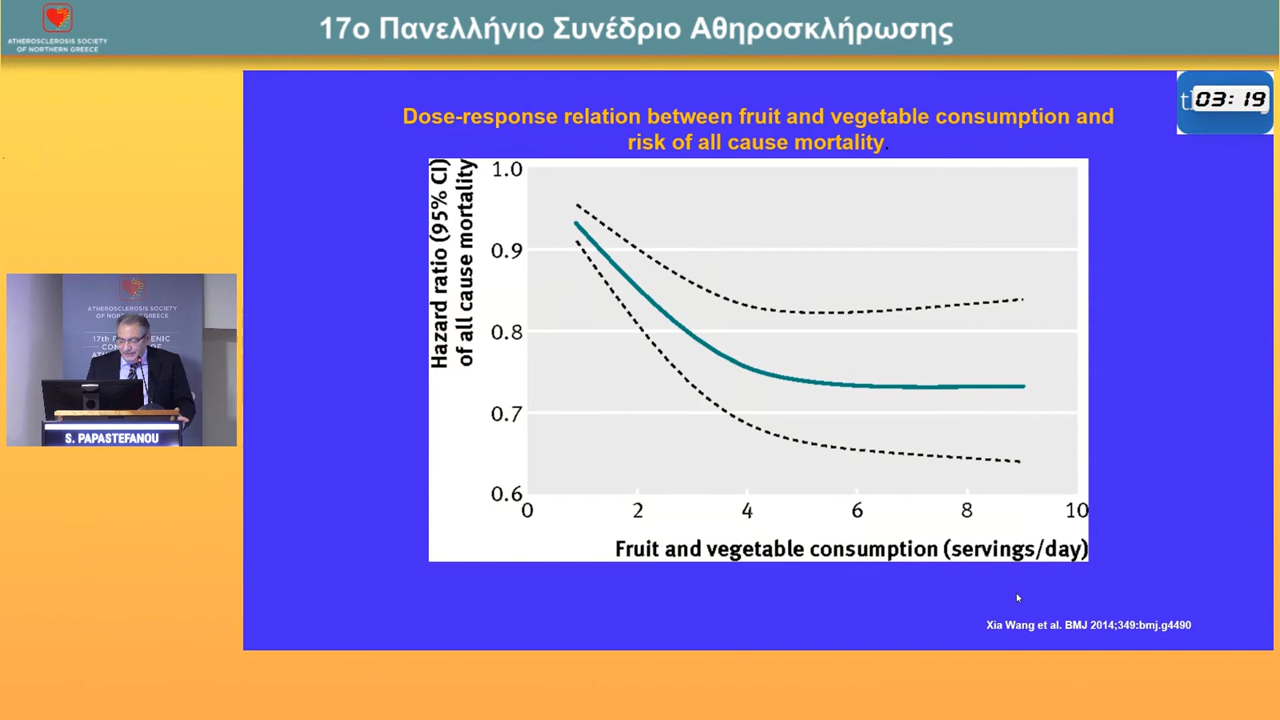 17ο Πανελλήνιο Συνέδριο Αθηροσκλήρωσης
ATHEROSCLEROSIS SOCIETY
OF NORTHERN GREECE
03:19
Dose-response relation between fruit and vegetable consumption and
risk of all cause mortality.
Hazard ratio (95% CI)
of all cause mortality
1.0
0.9
0.8
0.7
0.6
0
2
4
6
8
10
Fruit and vegetable consumption (servings/day)
Xia Wang et al. BMJ 2014;349:bmj.g4490
ATHEROSCLEROSIS SOCIETY
S. PAPASTEFANOU